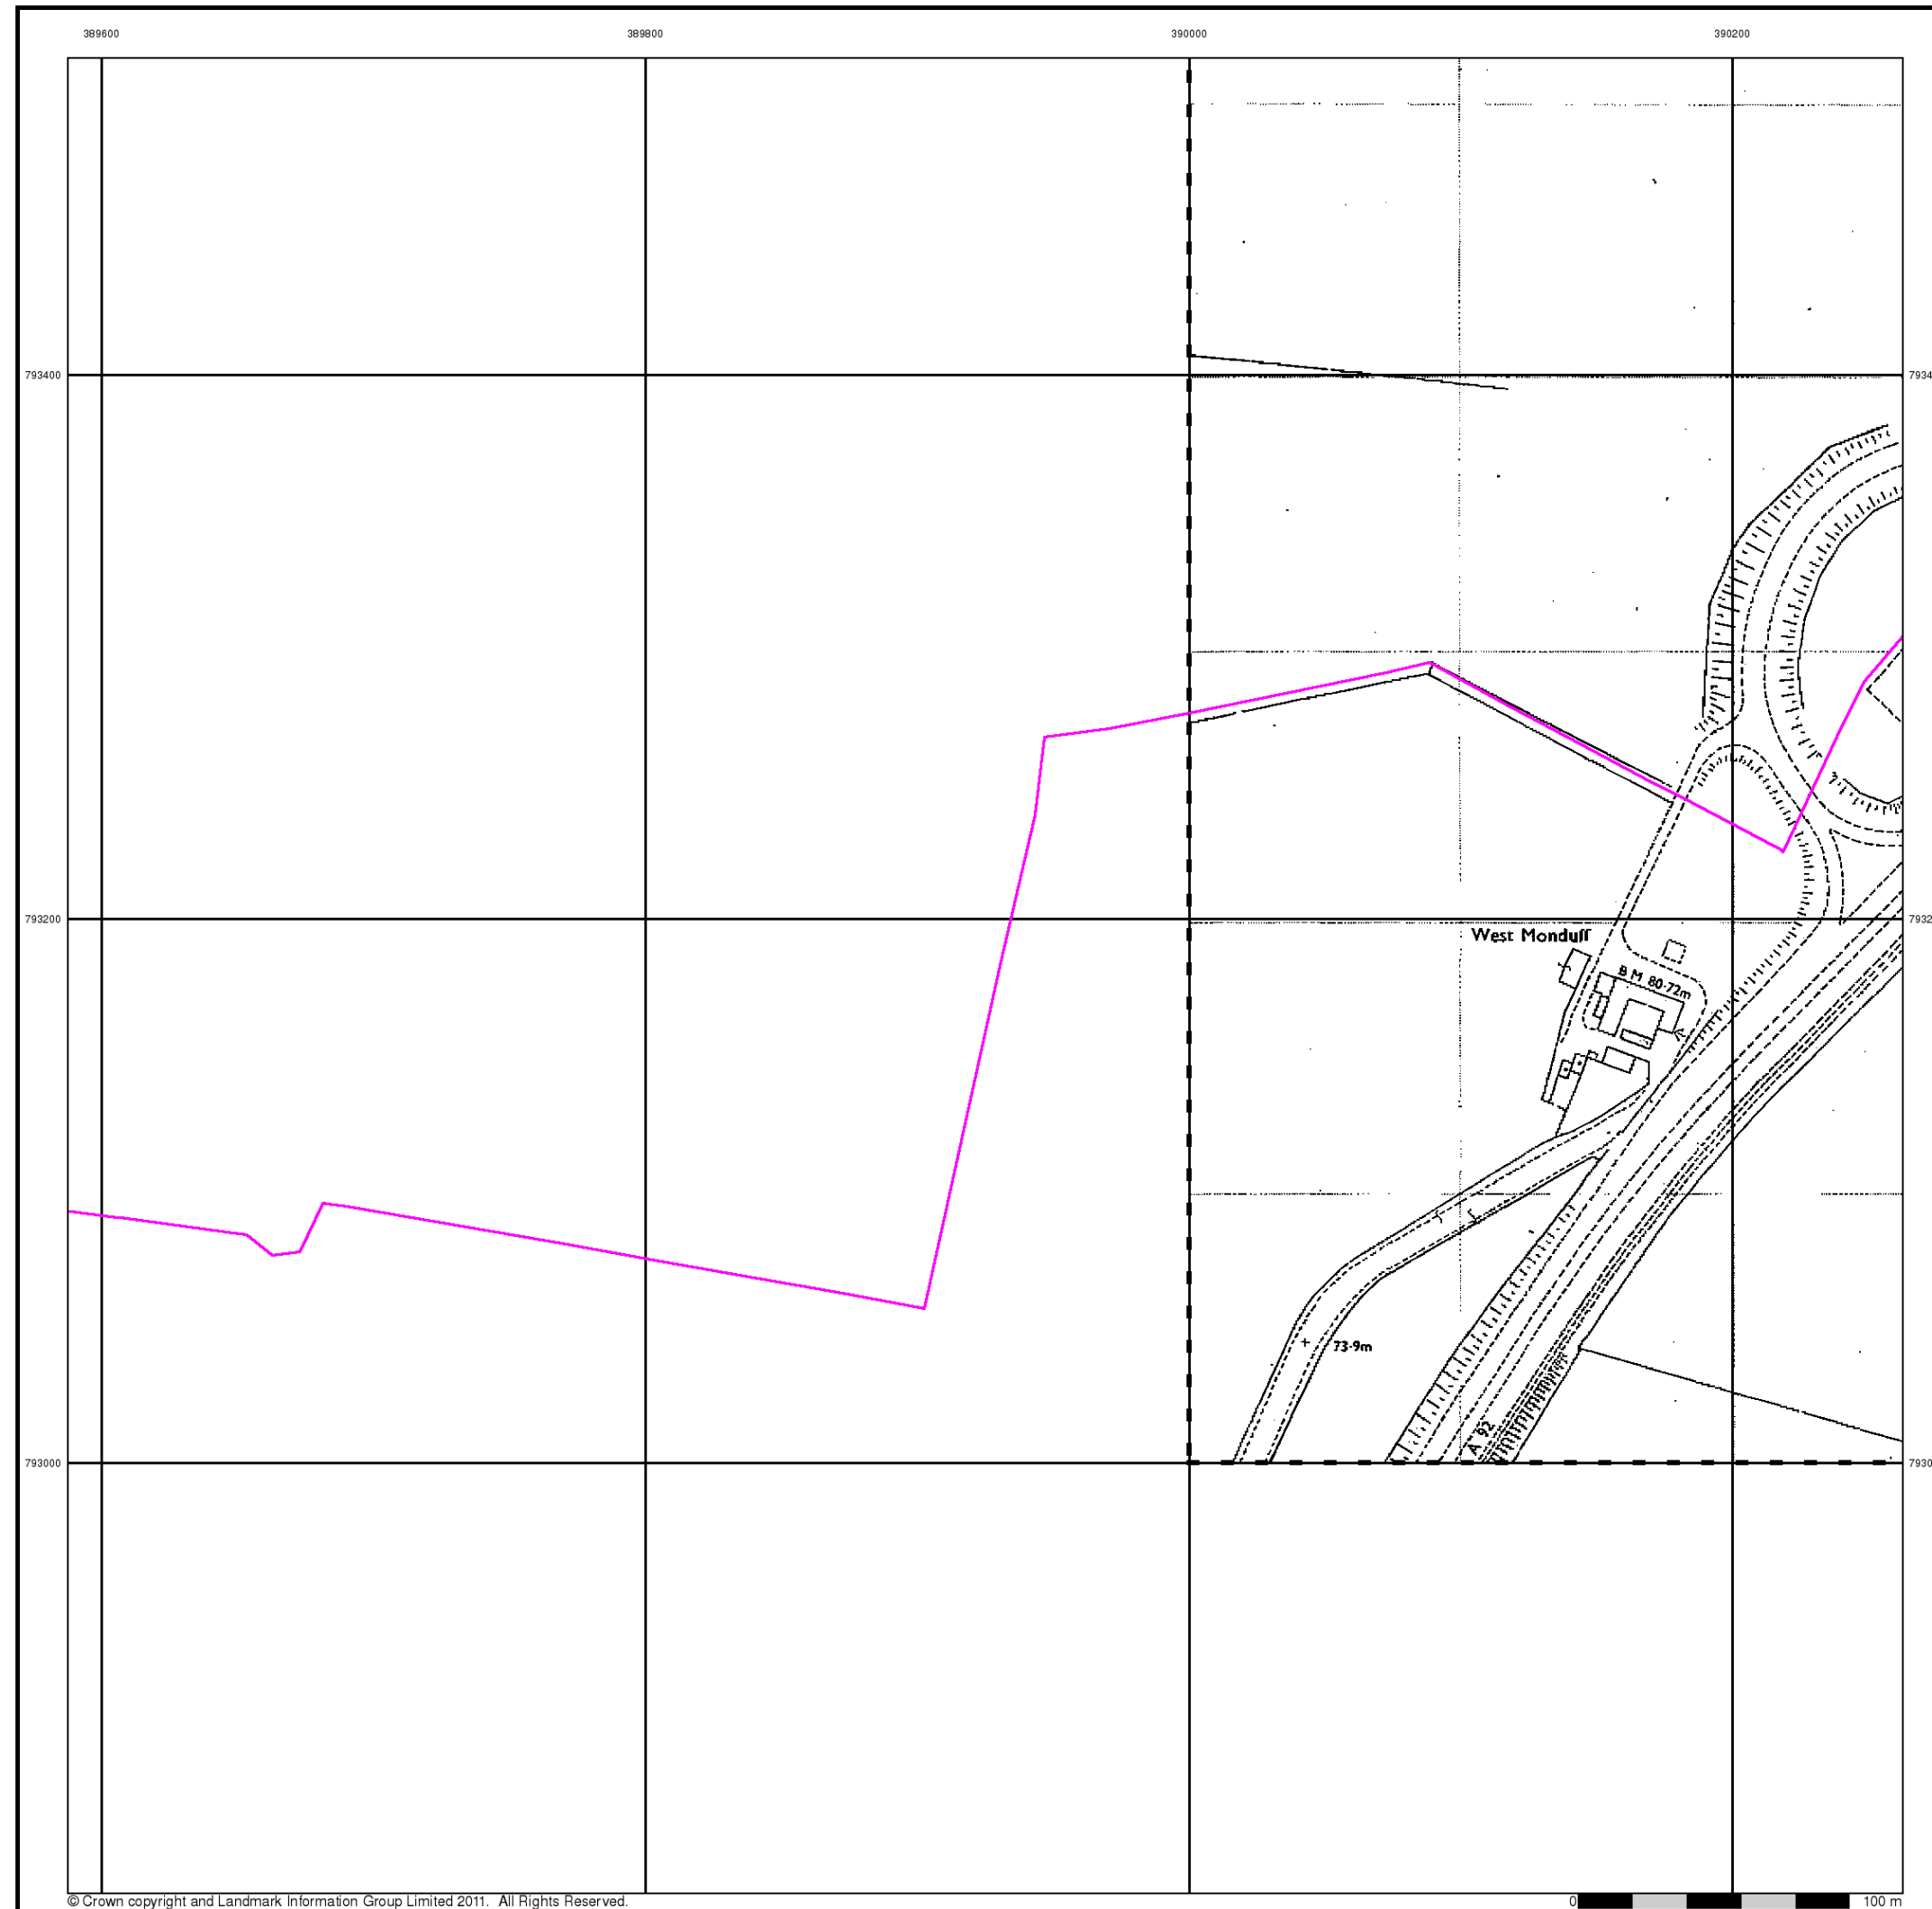 389600 389800 390000 390200
793400 7934
793200 7932
West Monduff
B M 80·72m
73·9m
A 92
793000 7930
© Crown copyright and Landmark Information Group Limited 2011. All Rights Reserved. 0 100 m